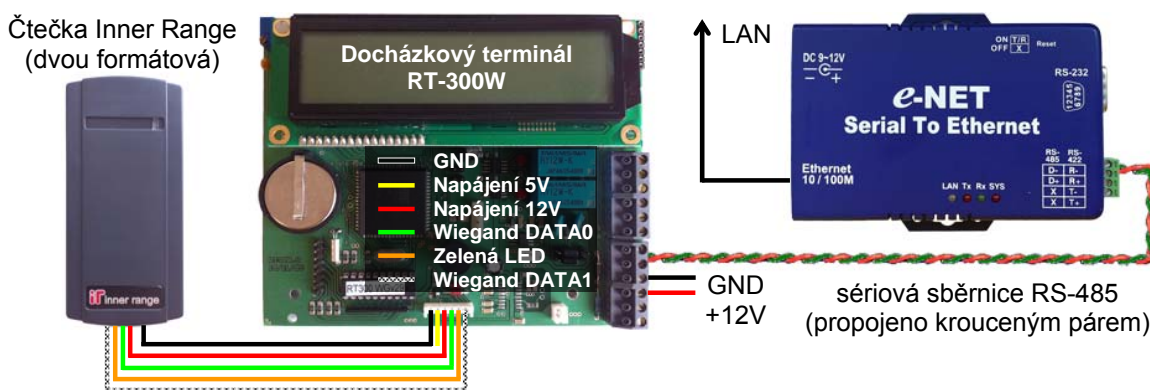 Čtečka Inner Range
(dvou formátová)
inner range
Docházkový terminál
RT-300W
GND
Napájení 5V
Napájení 12V
Wiegand DATA0
Zelená LED
Wiegand DATA1
LAN
GND
+12V
DC 9~12V
ON T/R
OFF X
Reset
RS-232
12345
6789
e-NET
Serial To Ethernet
Ethernet
10/100M
LAN Tx Rx SYS
RS-485 RS-422
D- R-
D+ R+
X T-
X T+
sériová sběrnice RS-485
(propojeno krouceným párem)